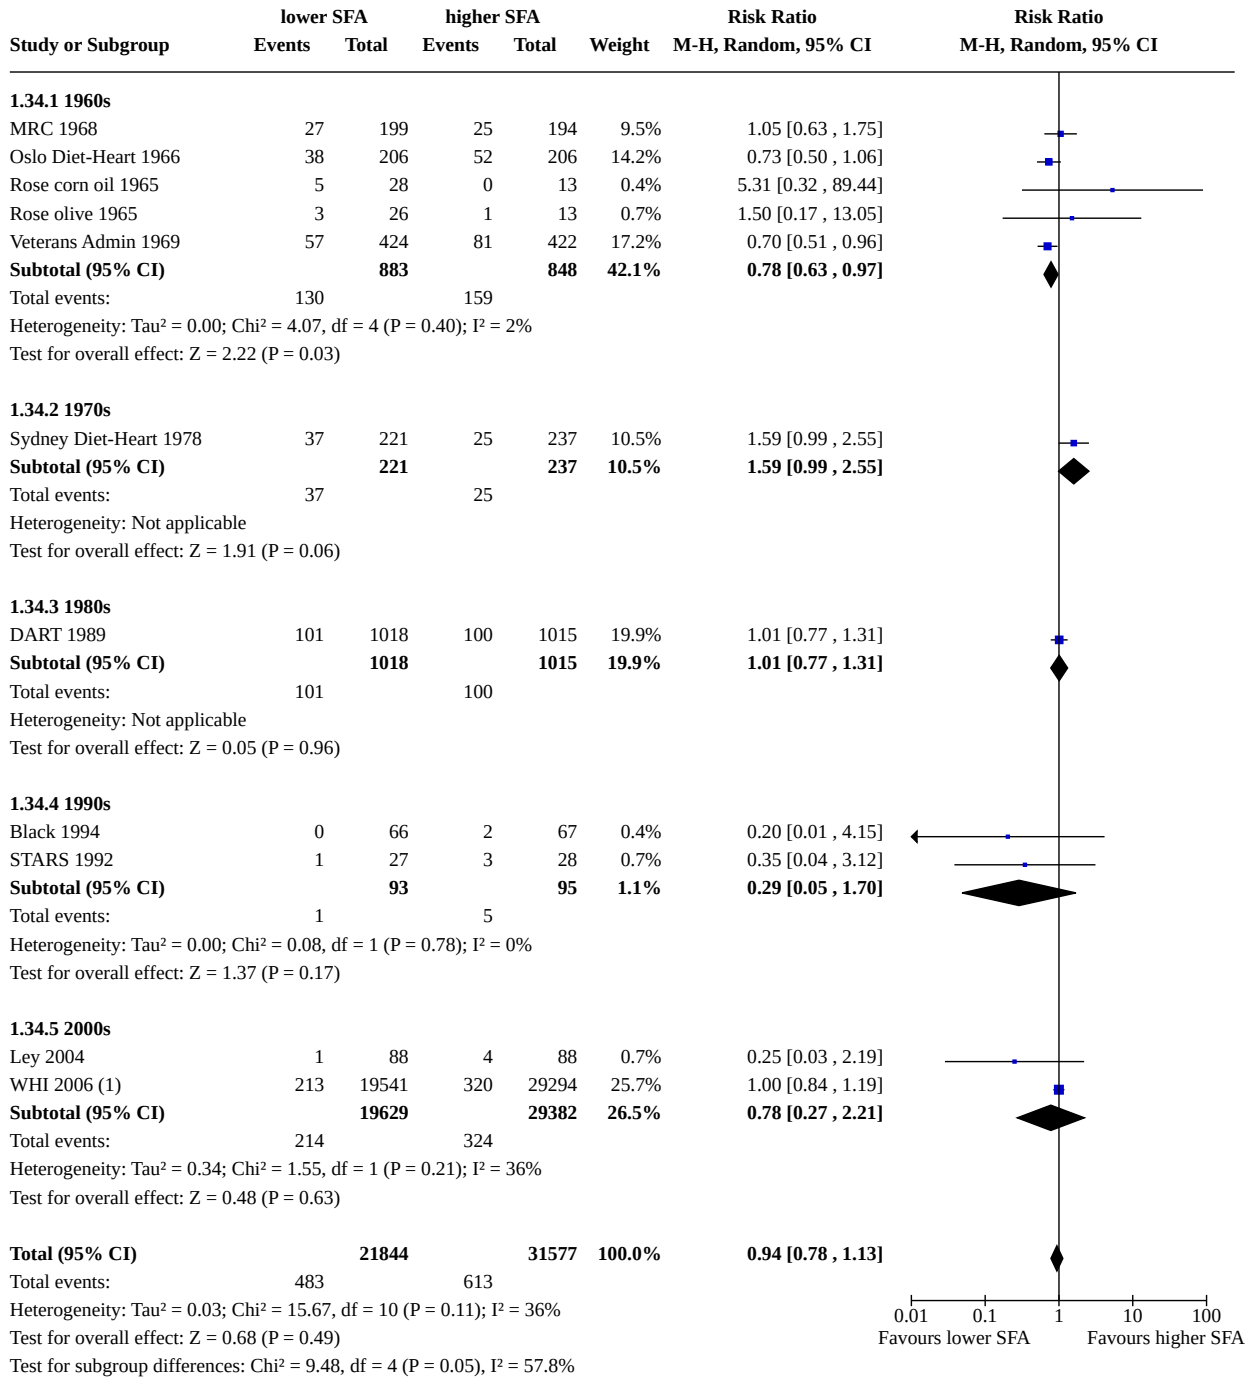 lower SFA higher SFA Risk Ratio Risk Ratio
Study or Subgroup Events Total Events Total Weight M-H, Random, 95% CI M-H, Random, 95% CI
1.34.1 1960s
MRC 1968 27 199 25 194 9.5% 1.05 [0.63 , 1.75]
Oslo Diet-Heart 1966 38 206 52 206 14.2% 0.73 [0.50 , 1.06]
Rose corn oil 1965 5 28 0 13 0.4% 5.31 [0.32 , 89.44]
Rose olive 1965 3 26 1 13 0.7% 1.50 [0.17 , 13.05]
Veterans Admin 1969 57 424 81 422 17.2% 0.70 [0.51 , 0.96]
Subtotal (95% CI) 883 848 42.1% 0.78 [0.63 , 0.97]
Total events: 130 159
Heterogeneity: Tau² = 0.00; Chi² = 4.07, df = 4 (P = 0.40); I² = 2%
Test for overall effect: Z = 2.22 (P = 0.03)
1.34.2 1970s
Sydney Diet-Heart 1978 37 221 25 237 10.5% 1.59 [0.99 , 2.55]
Subtotal (95% CI) 221 237 10.5% 1.59 [0.99 , 2.55]
Total events: 37 25
Heterogeneity: Not applicable
Test for overall effect: Z = 1.91 (P = 0.06)
1.34.3 1980s
DART 1989 101 1018 100 1015 19.9% 1.01 [0.77 , 1.31]
Subtotal (95% CI) 1018 1015 19.9% 1.01 [0.77 , 1.31]
Total events: 101 100
Heterogeneity: Not applicable
Test for overall effect: Z = 0.05 (P = 0.96)
1.34.4 1990s
Black 1994 0 66 2 67 0.4% 0.20 [0.01 , 4.15]
STARS 1992 1 27 3 28 0.7% 0.35 [0.04 , 3.12]
Subtotal (95% CI) 93 95 1.1% 0.29 [0.05 , 1.70]
Total events: 1 5
Heterogeneity: Tau² = 0.00; Chi² = 0.08, df = 1 (P = 0.78); I² = 0%
Test for overall effect: Z = 1.37 (P = 0.17)
1.34.5 2000s
Ley 2004 1 88 4 88 0.7% 0.25 [0.03 , 2.19]
WHI 2006 (1) 213 19541 320 29294 25.7% 1.00 [0.84 , 1.19]
Subtotal (95% CI) 19629 29382 26.5% 0.78 [0.27 , 2.21]
Total events: 214 324
Heterogeneity: Tau² = 0.34; Chi² = 1.55, df = 1 (P = 0.21); I² = 36%
Test for overall effect: Z = 0.48 (P = 0.63)
Total (95% CI) 21844 31577 100.0% 0.94 [0.78 , 1.13]
Total events: 483 613
Heterogeneity: Tau² = 0.03; Chi² = 15.67, df = 10 (P = 0.11); I² = 36%
0.01 0.1 1 10 100
Test for overall effect: Z = 0.68 (P = 0.49) Favours lower SFA Favours higher SFA
Test for subgroup differences: Chi² = 9.48, df = 4 (P = 0.05), I² = 57.8%